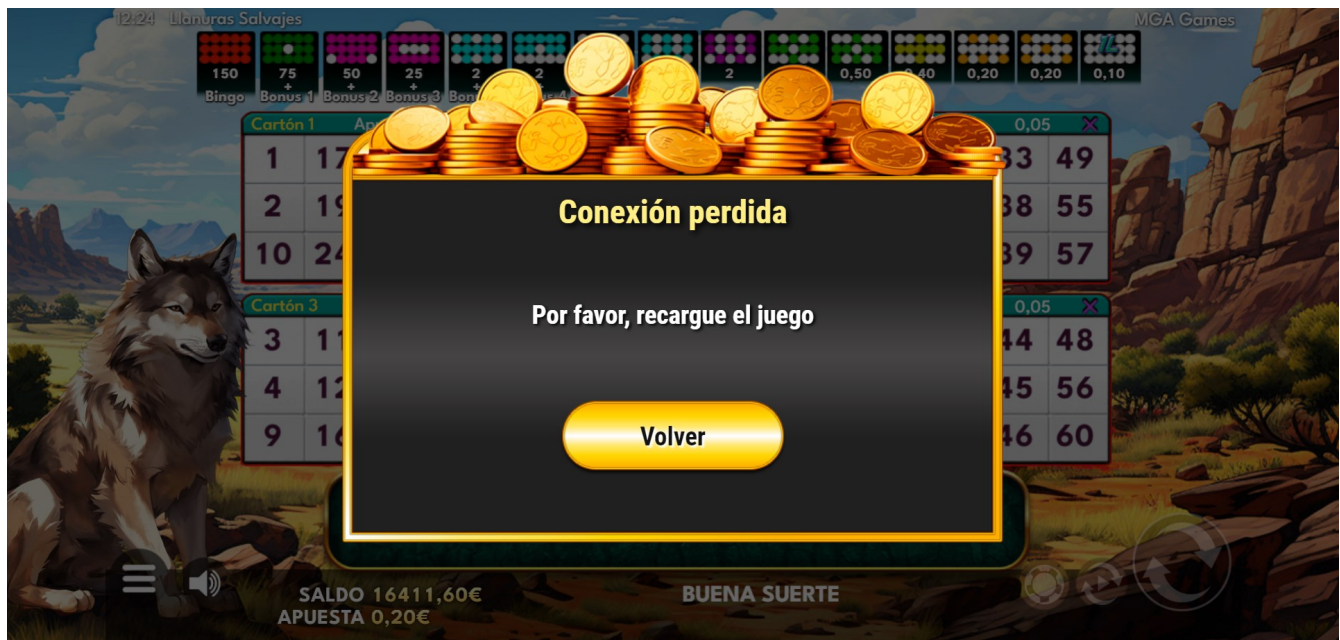 12:24 Llanuras Salvajes MGA Games
150 75 50 25 2 2 2 0,50 0,40 0,20 0,20 0,10
+ + + + +
Bingo Bonus 1 Bonus 2 Bonus 3
Cartón 1 0,05
1 17 33 49
2 19 38 55
10 39 57
Conexión perdida
Cartón 3 0,05
Por favor, recargue el juego
3 44 48
4 45 56
9 46 60
Volver
SALDO 16411,60€ BUENA SUERTE
APUESTA 0,20€